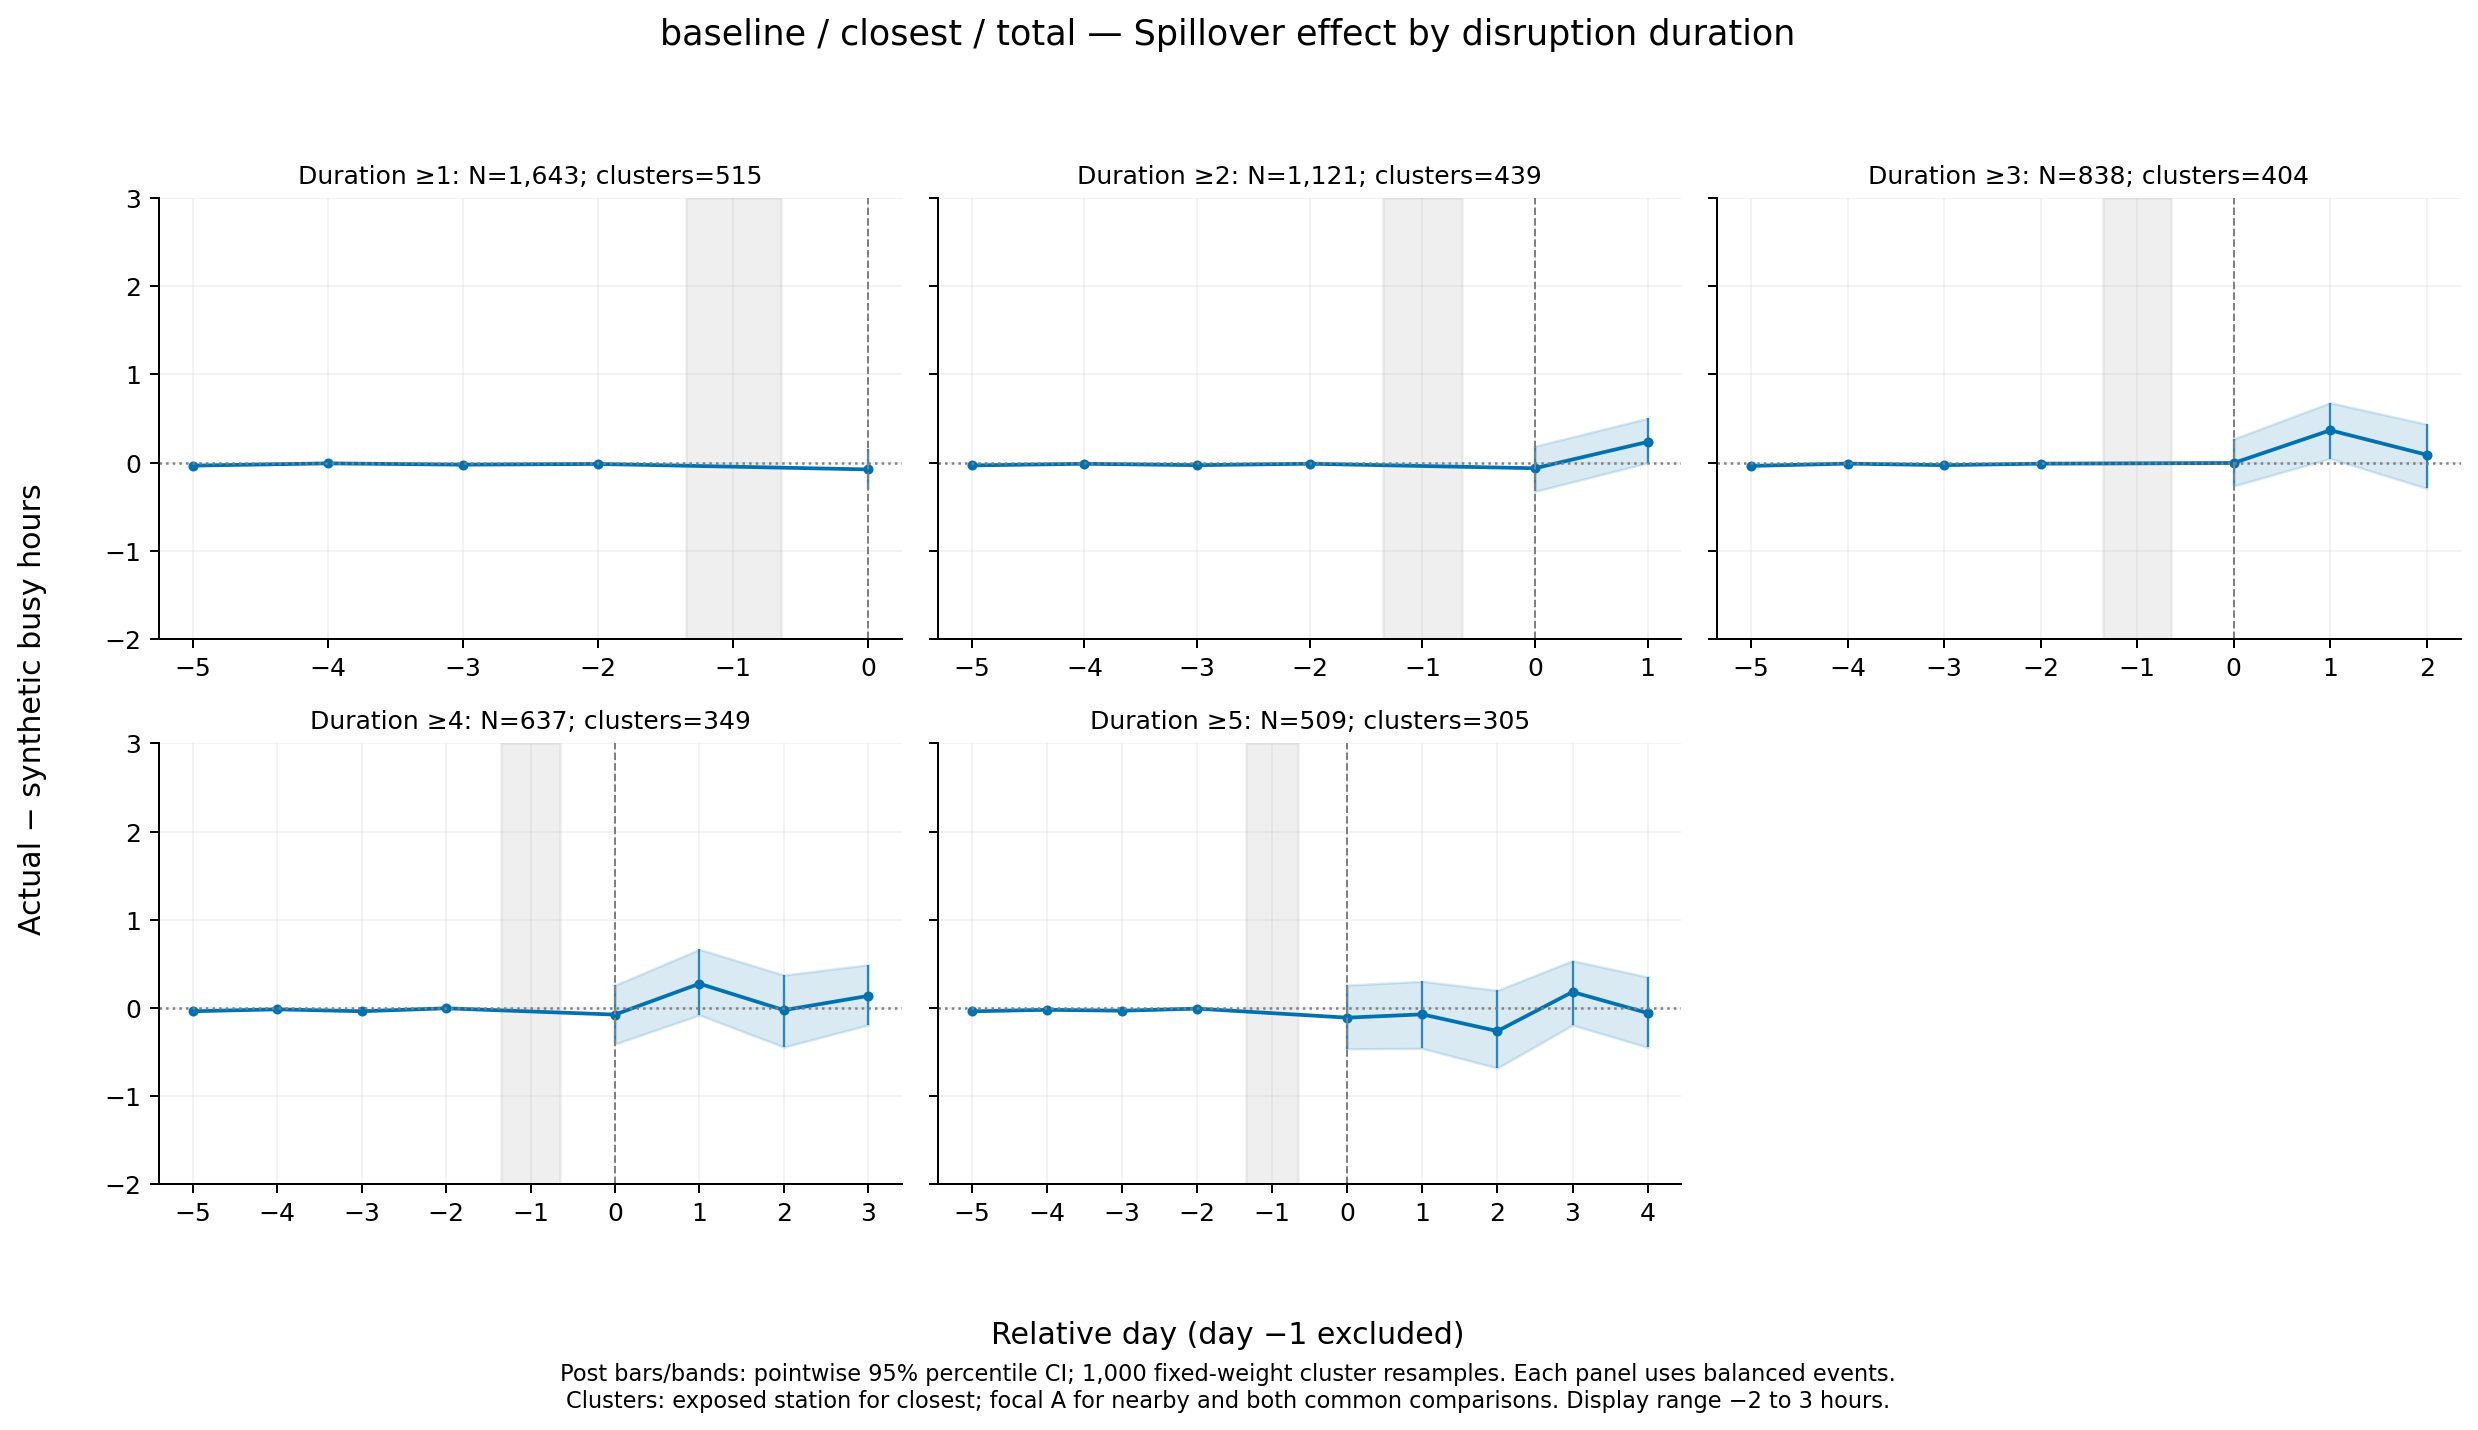 baseline / closest / total — Spillover effect by disruption duration
Duration ≥1: N=1,643; clusters=515
Duration ≥2: N=1,121; clusters=439
Duration ≥3: N=838; clusters=404
3
2
1
0
−1
−2
−5 −4 −3 −2 −1 0
−5 −4 −3 −2 −1 0 1
−5 −4 −3 −2 −1 0 1 2
Actual − synthetic busy hours
Duration ≥4: N=637; clusters=349
Duration ≥5: N=509; clusters=305
3
2
1
0
−1
−2
−5 −4 −3 −2 −1 0 1 2 3
−5 −4 −3 −2 −1 0 1 2 3 4
Relative day (day −1 excluded)
Post bars/bands: pointwise 95% percentile CI; 1,000 fixed-weight cluster resamples. Each panel uses balanced events.
Clusters: exposed station for closest; focal A for nearby and both common comparisons. Display range −2 to 3 hours.